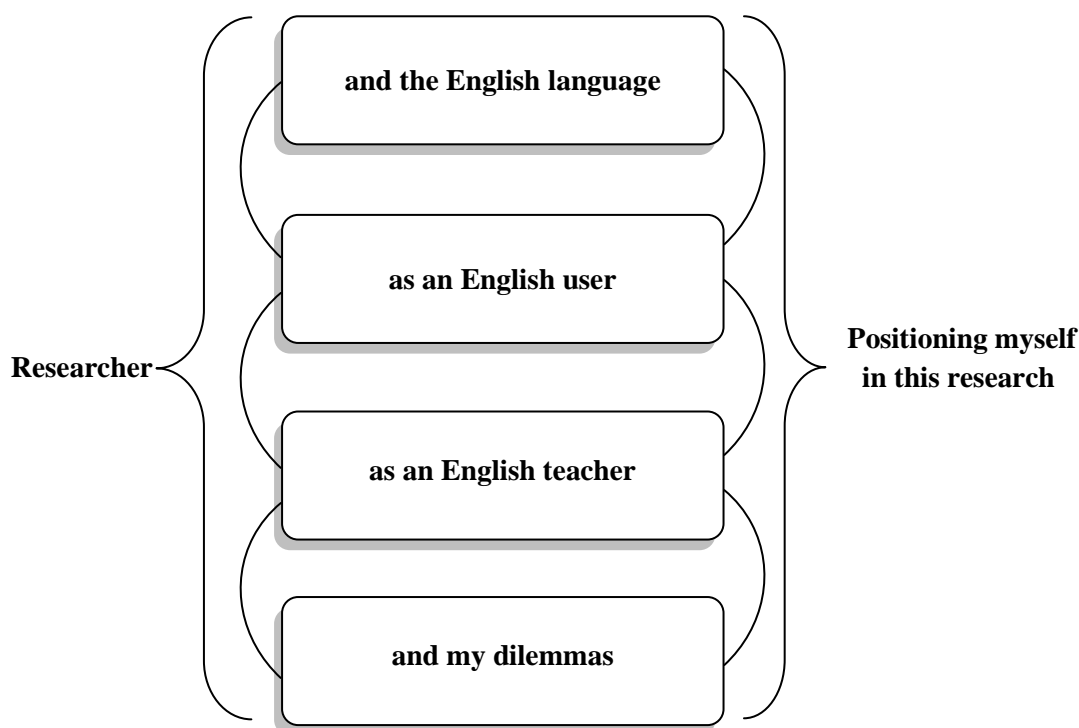 and the English language
as an English user
Researcher
Positioning myself
in this research
as an English teacher
and my dilemmas